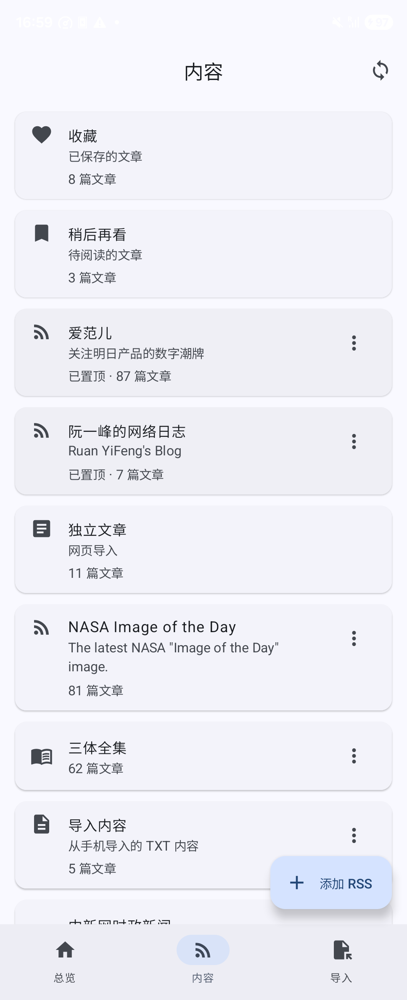 16:59
97
内容
收藏
已保存的文章
8 篇文章
稍后再看
待阅读的文章
3 篇文章
爱范儿
关注明日产品的数字潮牌
已置顶 · 87 篇文章
阮一峰的网络日志
Ruan YiFeng's Blog
已置顶 · 7 篇文章
独立文章
网页导入
11 篇文章
NASA Image of the Day
The latest NASA "Image of the Day"
image.
81 篇文章
三体全集
62 篇文章
导入内容
从手机导入的 TXT 内容
5 篇文章
添加 RSS
中新网时政新闻
总览
内容
导入